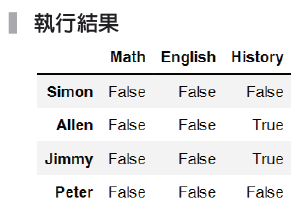 執行結果
Math English History
Simon False False False
Allen False False True
Jimmy False False True
Peter False False False